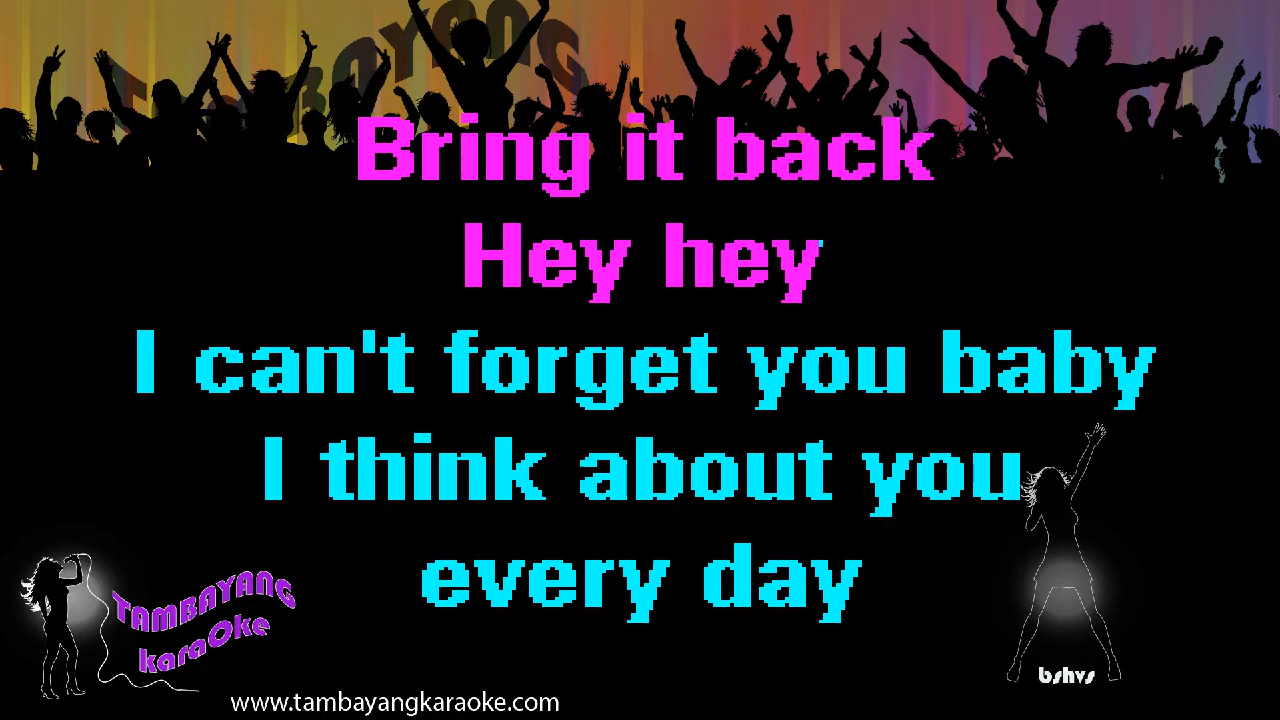 TAMBAYANG
Bring it back
Hey hey
I can't forget you baby
I think about you
every day
TAMBAYANG
karaOke
bshvs
www.tambayangkaraoke.com